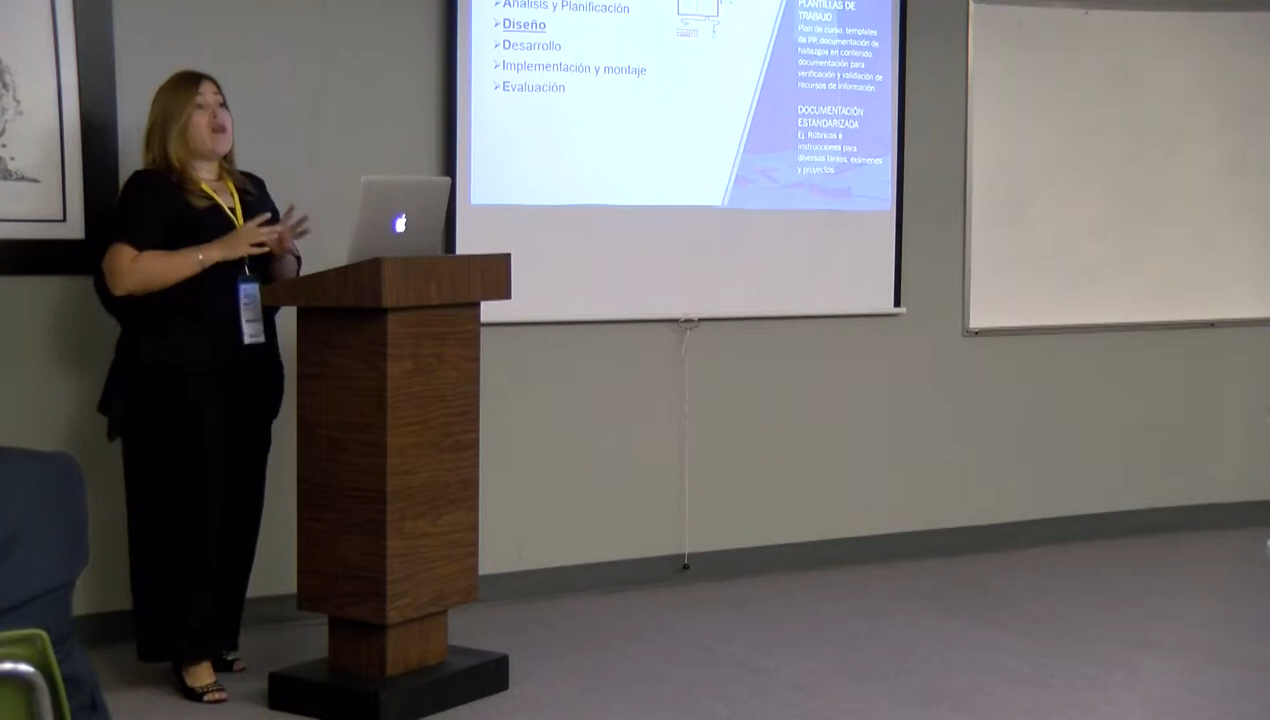 ➢Análisis y Planificación
➢Diseño
➢Desarrollo
➢Implementación y montaje
➢Evaluación
PLANTILLAS DE
TRABAJO
Plan de curso, templates
de PP, documentación de
hallazgos en contenido,
documentación para
verificación y validación de
recursos de información.
DOCUMENTACIÓN
ESTANDARIZADA
Ej. Rúbricas e
instrucciones para
diversas tareas, exámenes
y proyectos.